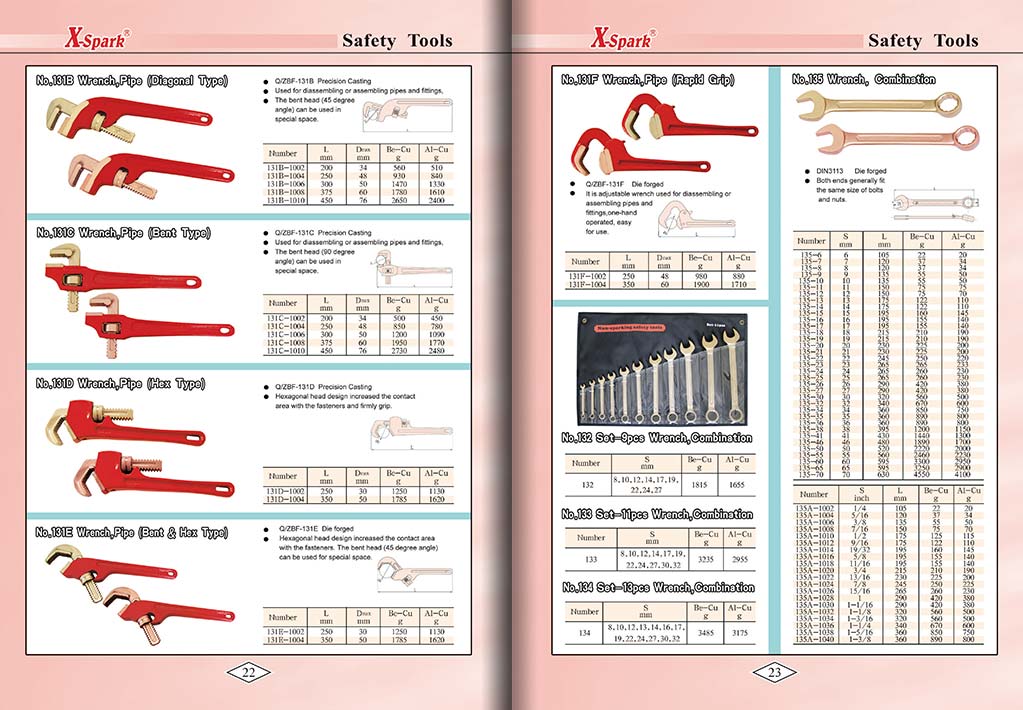 X-Spark®
Safety Tools
No.131B Wrench,Pipe (Diagonal Type)
Q/ZBF-131B Precision Casting
Used for diassembling or assembling pipes and fittings,
The bent head (45 degree
angle) can be used in
special space.
Number L mm Dmax mm Be-Cu g Al-Cu g
131B-1002 200 34 560 510
131B-1004 250 48 930 840
131B-1006 300 50 1470 1330
131B-1008 375 60 1780 1610
131B-1010 450 76 2650 2400
No.131C Wrench,Pipe (Bent Type)
Q/ZBF-131C Precision Casting
Used for diassembling or assembling pipes and fittings,
The bent head (90 degree
angle) can be used in
special space.
Number L mm Dmax mm Be-Cu g Al-Cu g
131C-1002 200 34 500 450
131C-1004 250 48 850 780
131C-1006 300 50 1200 1090
131C-1008 375 60 1950 1770
131C-1010 450 76 2730 2480
No.131D Wrench,Pipe (Hex Type)
Q/ZBF-131D Precision Casting
Hexagonal head design increased the contact
area with the fasteners and firmly grip.
Number L mm Dmax mm Be-Cu g Al-Cu g
131D-1002 250 30 1250 1130
131D-1004 350 50 1785 1620
No.131E Wrench,Pipe (Bent & Hex Type)
Q/ZBF-131E Die forged
Hexagonal head design increased the contact area
with the fasteners. The bent head (45 degree angle)
can be used for special space.
Number L mm Dmax mm Be-Cu g Al-Cu g
131E-1002 250 30 1250 1130
131E-1004 350 50 1785 1620
22
X-Spark®
Safety Tools
No.131F Wrench,Pipe (Rapid Grip)
Q/ZBF-131F Die forged
It is adjustable wrench used for diassembling or
assembling pipes and
fittings,one-hand
operated, easy
for use.
Number L mm Dmax mm Be-Cu g Al-Cu g
131F-1002 250 48 980 880
131F-1004 350 60 1900 1710
Non-sparking safety tools
No.132 Set-9pcs Wrench,Combination
Number S mm Be-Cu g Al-Cu g
132 8,10,12,14,17,19, 22,24,27 1815 1655
No.133 Set-11pcs Wrench,Combination
Number S mm Be-Cu g Al-Cu g
133 8,10,12,14,17,19, 22,24,27,30,32 3235 2955
No.134 Set-13pcs Wrench,Combination
Number S mm Be-Cu g Al-Cu g
134 8,10,12,13,14,16,17, 19,22,24,27,30,32 3485 3175
No.135 Wrench, Combination
DIN3113 Die forged
Both ends generally fit
the same size of bolts
and nuts.
Number S mm L mm Be-Cu g Al-Cu g
135-6 6 105 22 20
135-7 7 120 37 34
135-8 8 120 37 34
135-9 9 135 55 50
135-10 10 135 55 50
135-11 11 150 75 75
135-12 12 150 75 70
135-13 13 175 122 110
135-14 14 175 122 110
135-15 15 195 160 145
135-16 16 195 155 140
135-17 17 195 155 140
135-18 18 215 210 190
135-19 19 215 210 190
135-20 20 230 225 200
135-21 21 230 225 200
135-22 22 245 250 220
135-23 23 265 265 233
135-24 24 265 260 230
135-25 25 265 260 230
135-26 26 290 420 380
135-27 27 290 420 380
135-30 30 320 560 500
135-32 32 340 670 600
135-34 34 360 850 750
135-35 35 360 890 800
135-36 36 360 890 800
135-38 38 395 1200 1150
135-41 41 430 1440 1300
135-46 46 480 1890 1700
135-50 50 520 2220 2000
135-55 55 560 2460 2230
135-60 60 595 3300 2950
135-65 65 595 3250 2900
135-70 70 630 4550 4100
Number S inch L mm Be-Cu g Al-Cu g
135A-1002 1/4 105 22 20
135A-1004 5/16 120 37 34
135A-1006 3/8 135 55 50
135A-1008 7/16 150 75 70
135A-1010 1/2 175 125 115
135A-1012 9/16 175 122 110
135A-1014 19/32 195 160 145
135A-1016 5/8 195 155 140
135A-1018 11/16 195 155 140
135A-1020 3/4 215 210 190
135A-1022 13/16 230 225 200
135A-1024 7/8 245 250 225
135A-1026 15/16 265 260 230
135A-1028 1 290 420 380
135A-1030 1-1/16 290 420 380
135A-1032 1-1/8 320 560 500
135A-1034 1-3/16 320 560 500
135A-1036 1-1/4 340 670 600
135A-1038 1-5/16 360 850 750
135A-1040 1-3/8 360 890 800
23